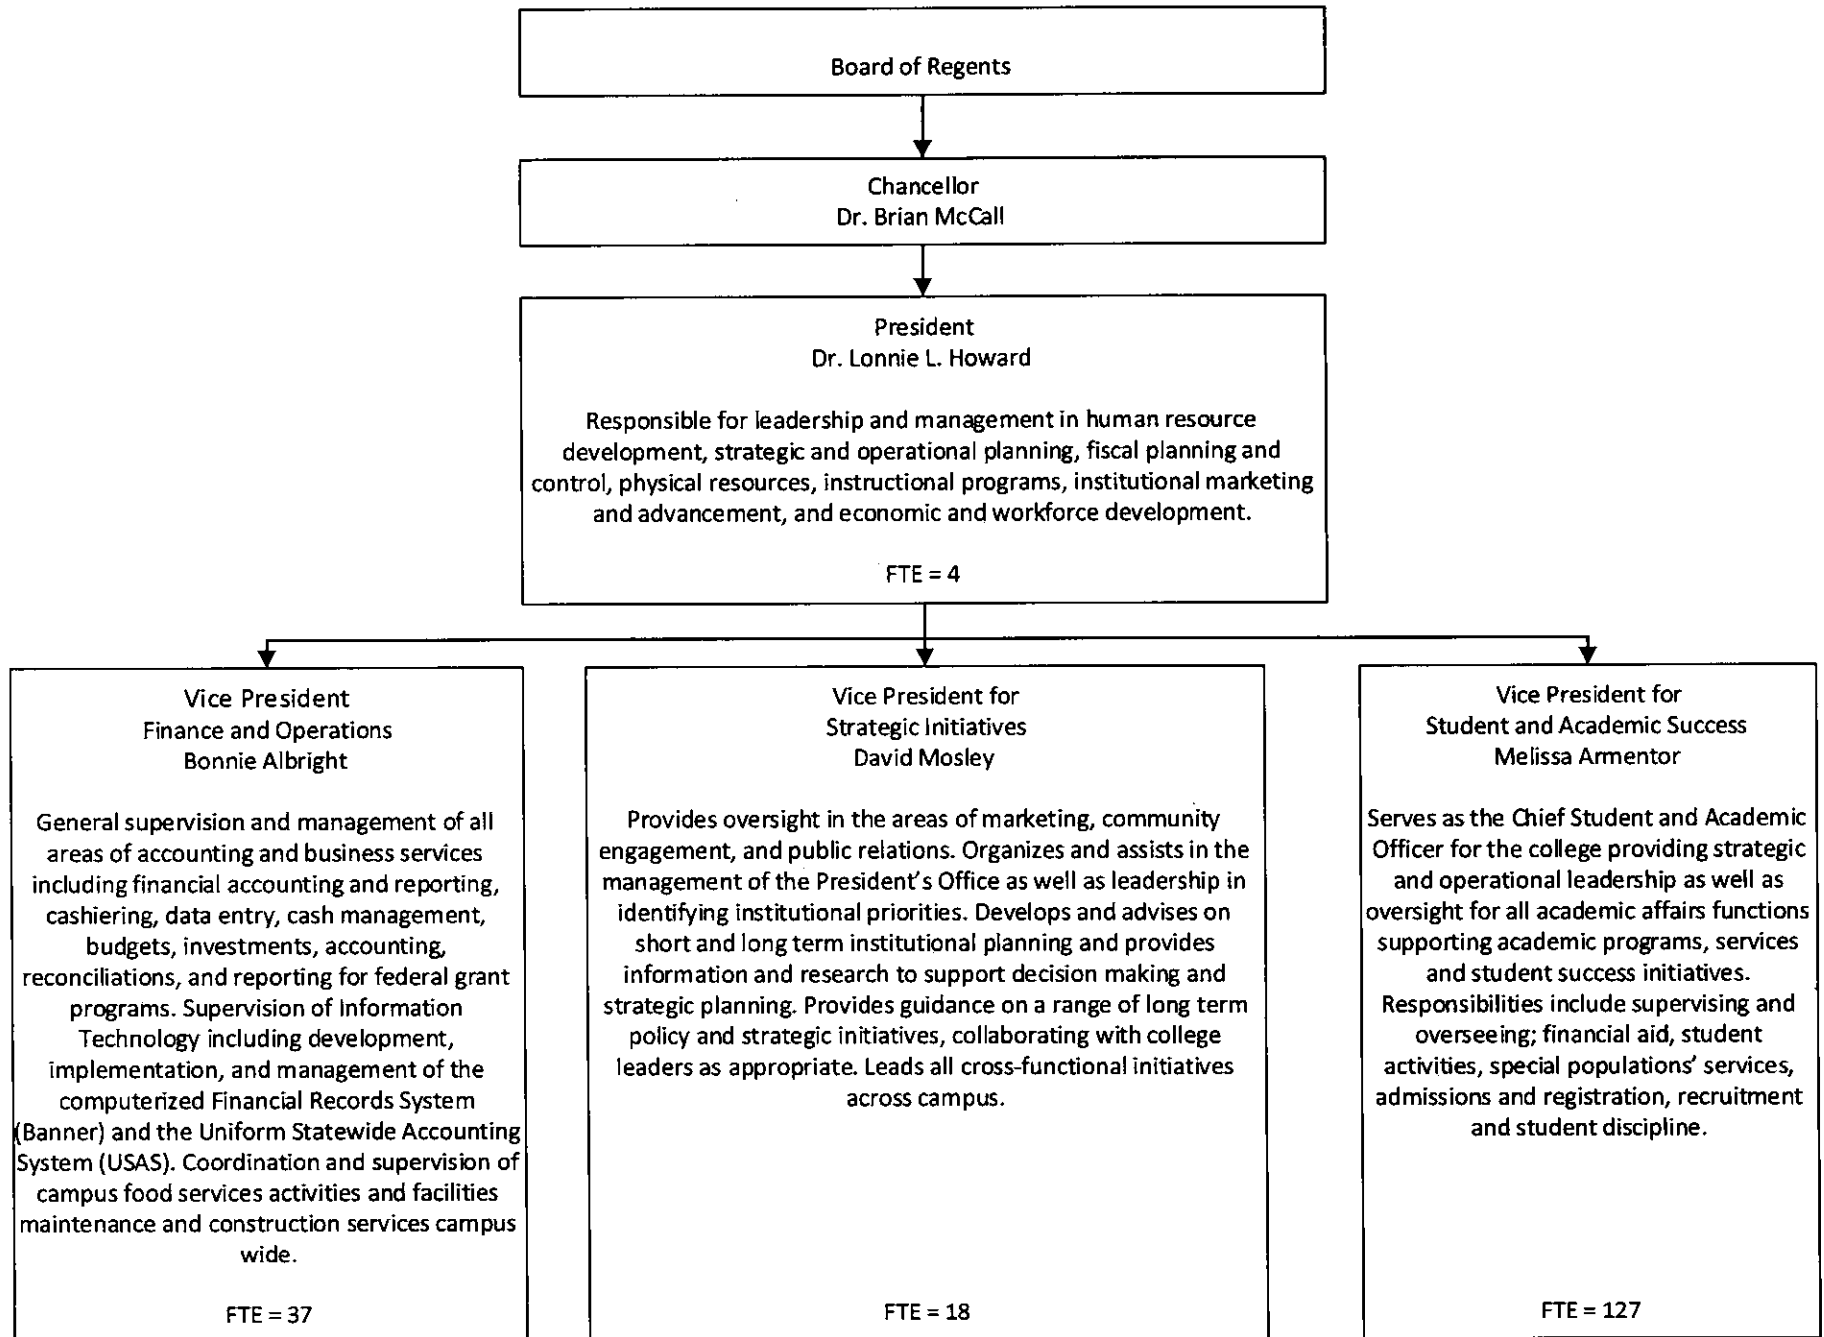 Board of Regents
Chancellor
Dr. Brian McCall
President
Dr. Lonnie L. Howard
Responsible for leadership and management in human resource
development, strategic and operational planning, fiscal planning and
control, physical resources, instructional programs, institutional marketing
and advancement, and economic and workforce development.
FTE = 4
Vice President
Finance and Operations
Bonnie Albright
General supervision and management of all
areas of accounting and business services
including financial accounting and reporting,
cashiering, data entry, cash management,
budgets, investments, accounting,
reconciliations, and reporting for federal grant
programs. Supervision of Information
Technology including development,
implementation, and management of the
computerized Financial Records System
(Banner) and the Uniform Statewide Accounting
System (USAS). Coordination and supervision of
campus food services activities and facilities
maintenance and construction services campus
wide.
FTE = 37
Vice President for
Strategic Initiatives
David Mosley
Provides oversight in the areas of marketing, community
engagement, and public relations. Organizes and assists in the
management of the President's Office as well as leadership in
identifying institutional priorities. Develops and advises on
short and long term institutional planning and provides
information and research to support decision making and
strategic planning. Provides guidance on a range of long term
policy and strategic initiatives, collaborating with college
leaders as appropriate. Leads all cross-functional initiatives
across campus.
FTE = 18
Vice President for
Student and Academic Success
Melissa Armentor
Serves as the Chief Student and Academic
Officer for the college providing strategic
and operational leadership as well as
oversight for all academic affairs functions
supporting academic programs, services
and student success initiatives.
Responsibilities include supervising and
overseeing; financial aid, student
activities, special populations' services,
admissions and registration, recruitment
and student discipline.
FTE = 127